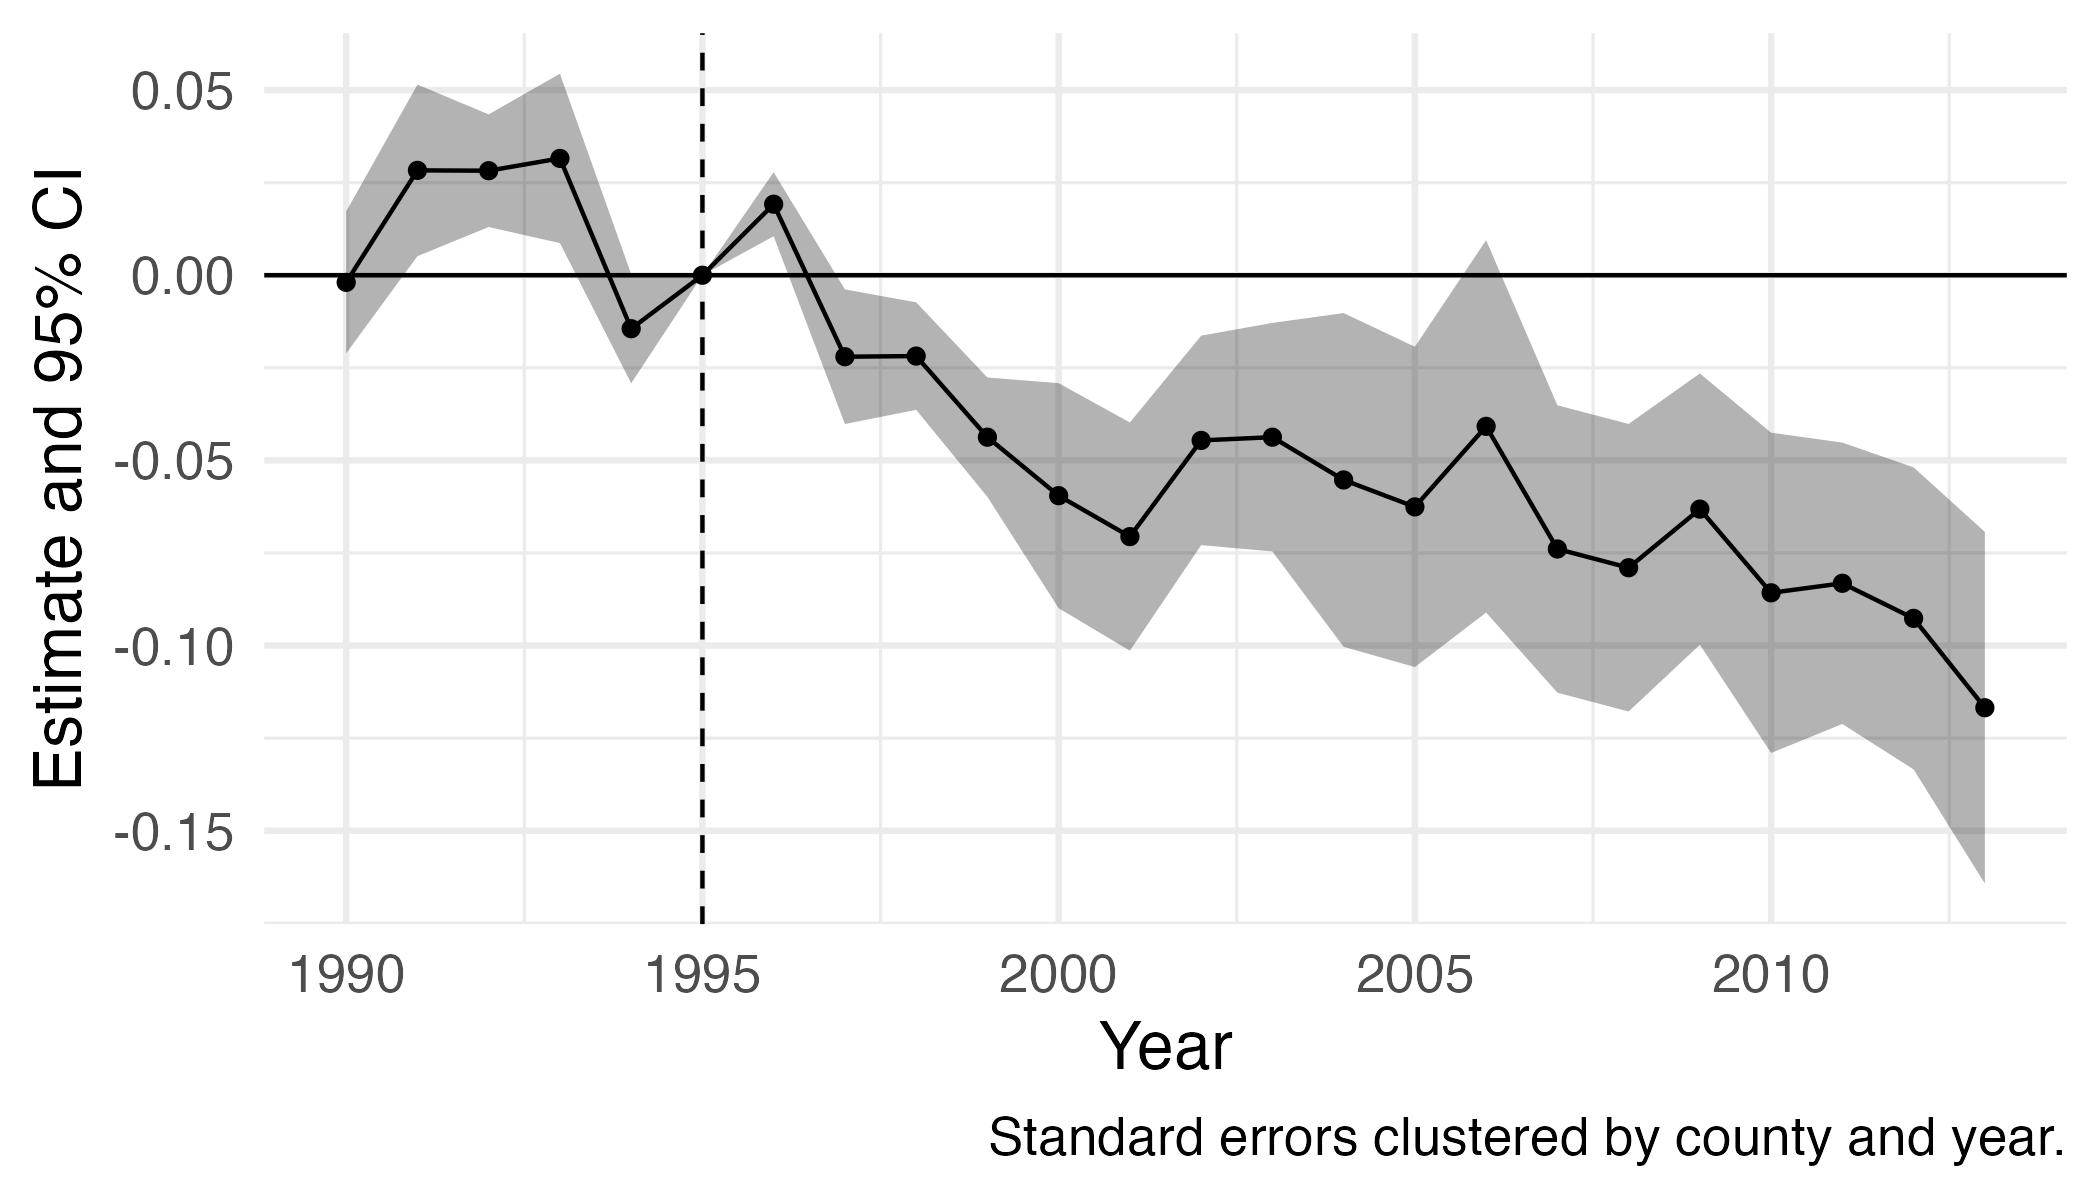 Estimate and 95% CI
0.05
0.00
-0.05
-0.10
-0.15
1990 1995 2000 2005 2010
Year
Standard errors clustered by county and year.